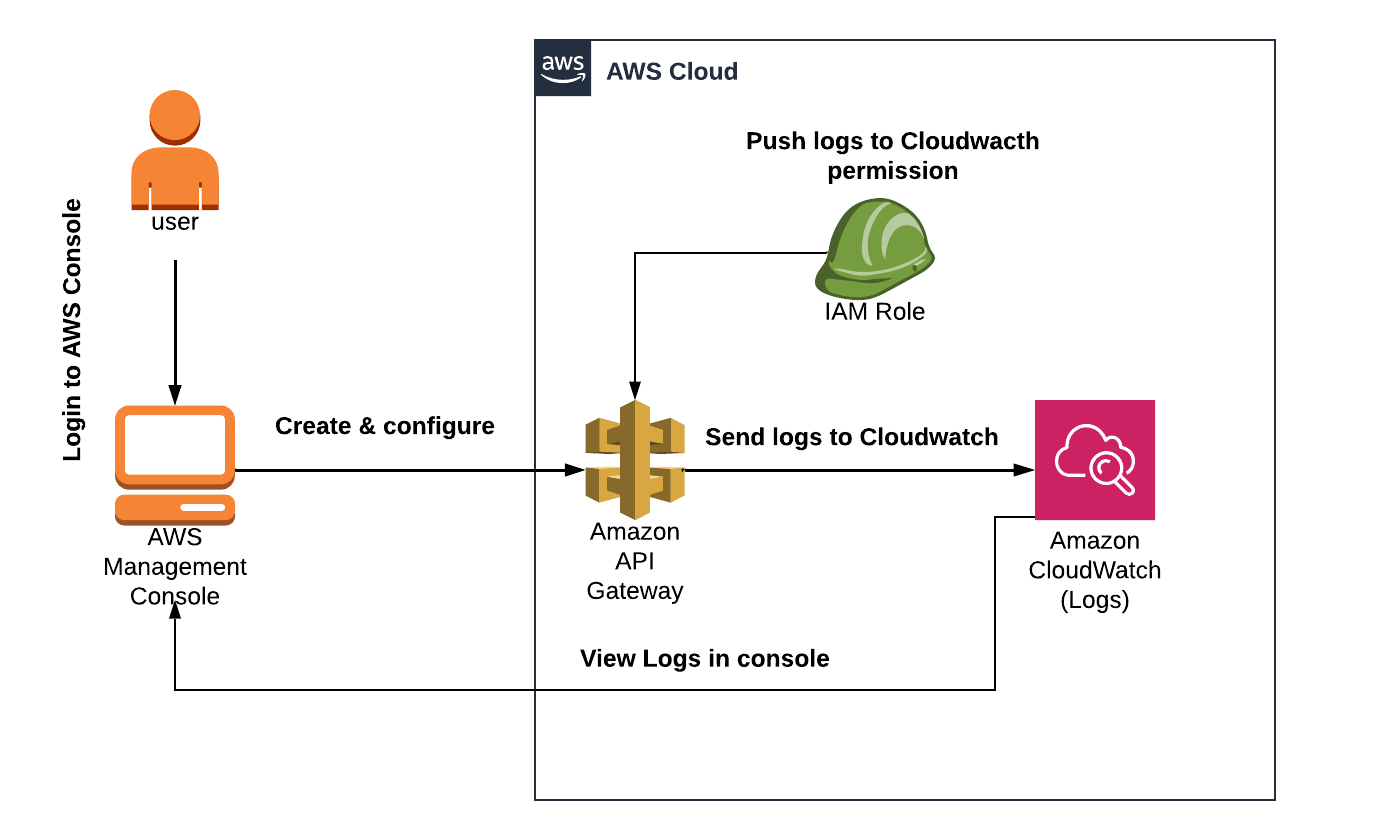 aws
AWS Cloud
Push logs to Cloudwacth
permission
user
Login to AWS Console
IAM Role
Create & configure
Send logs to Cloudwatch
AWS
Management
Console
Amazon
API
Gateway
Amazon
CloudWatch
(Logs)
View Logs in console